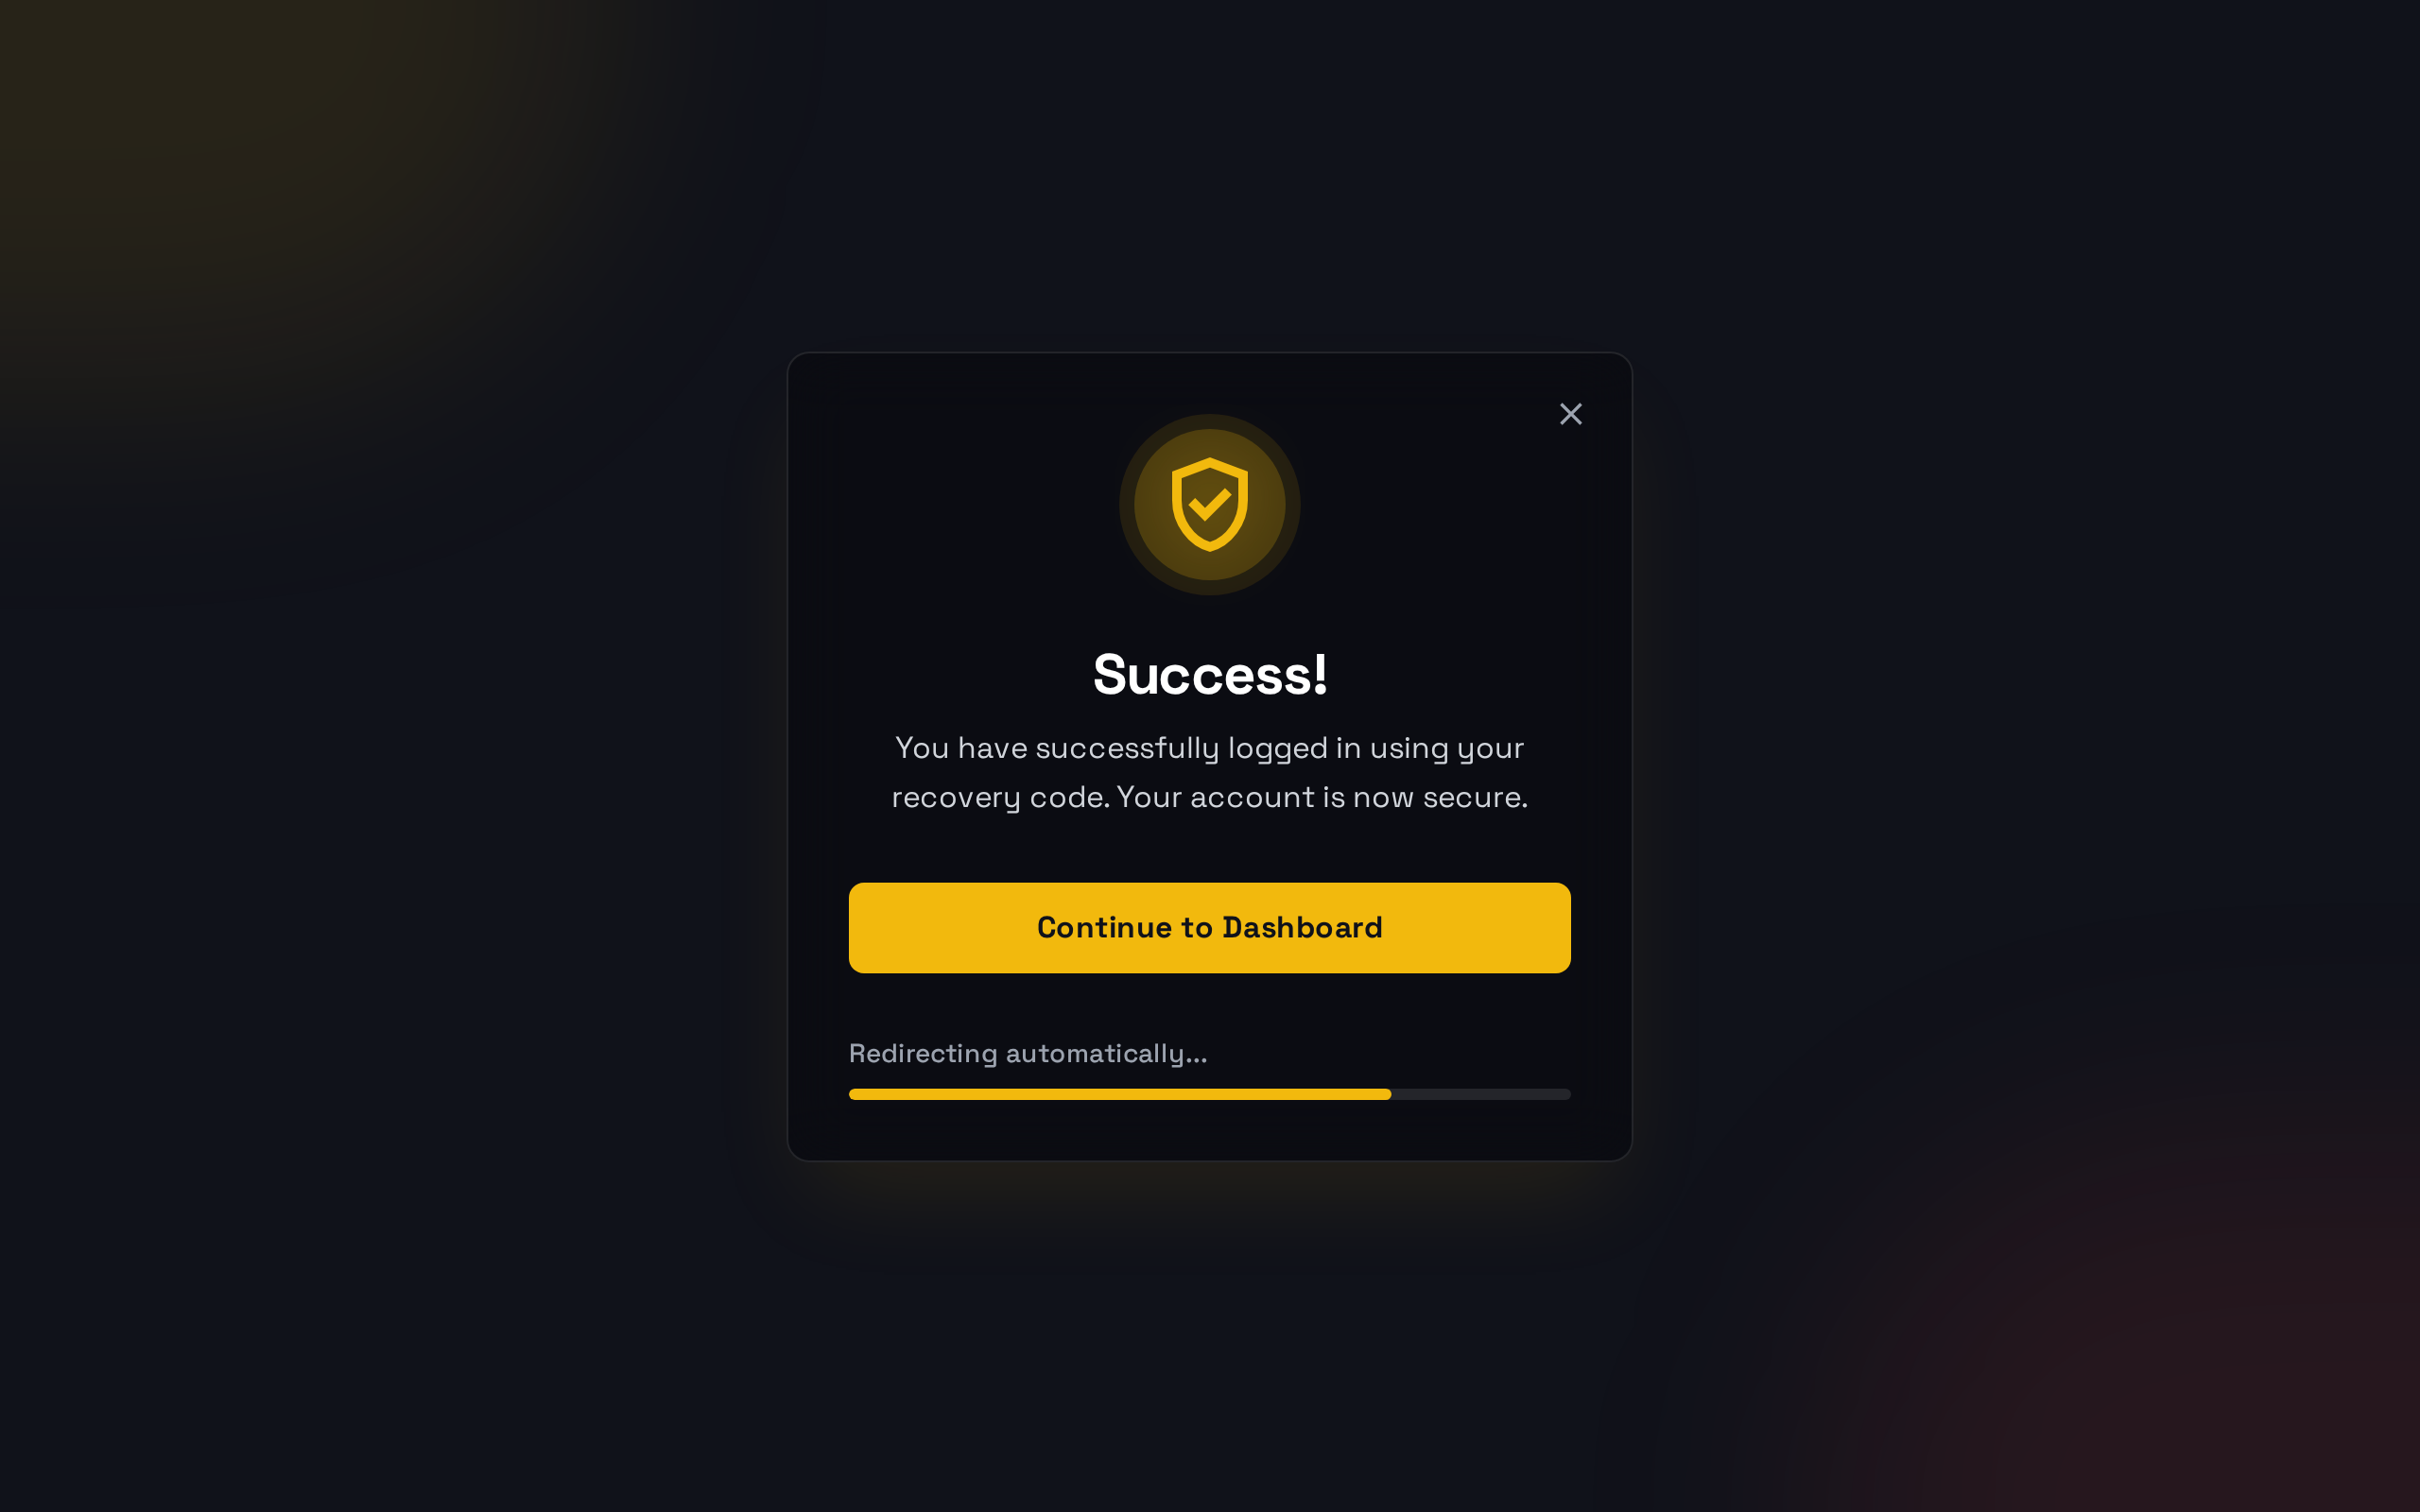 Success!
You have successfully logged in using your
recovery code. Your account is now secure.
Continue to Dashboard
Redirecting automatically...